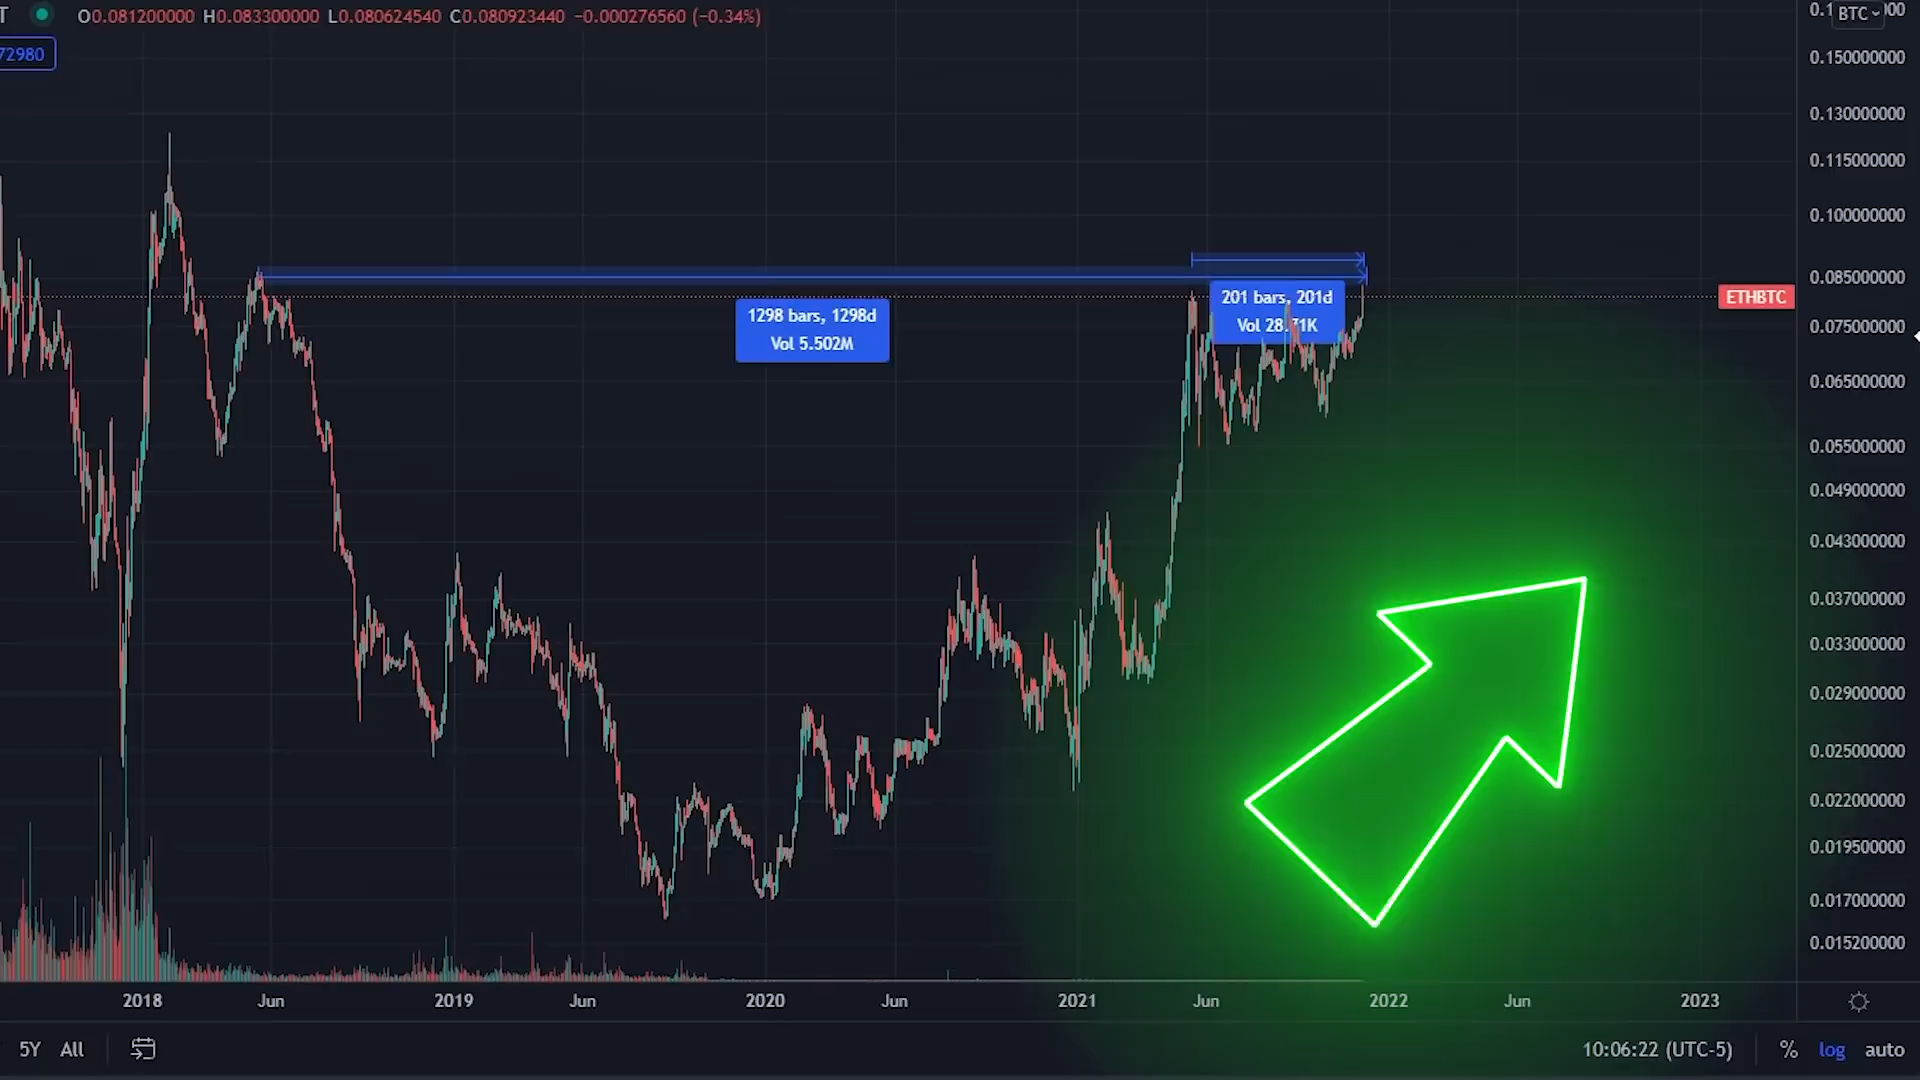 T O0.081200000 H0.083300000 L0.080624540 C0.080923440 −0.000276560 (−0.34%)
72980
BTC
0.150000000
0.130000000
0.115000000
0.100000000
0.085000000
ETHBTC
0.075000000
0.065000000
0.055000000
0.049000000
0.043000000
0.037000000
0.033000000
0.029000000
0.025000000
0.022000000
0.019500000
0.017000000
0.015200000
1298 bars, 1298d
Vol 5.502M
201 bars, 201d
Vol 28.71K
2018 Jun 2019 Jun 2020 Jun 2021 Jun 2022 Jun 2023
5Y All
10:06:22 (UTC-5) % log auto